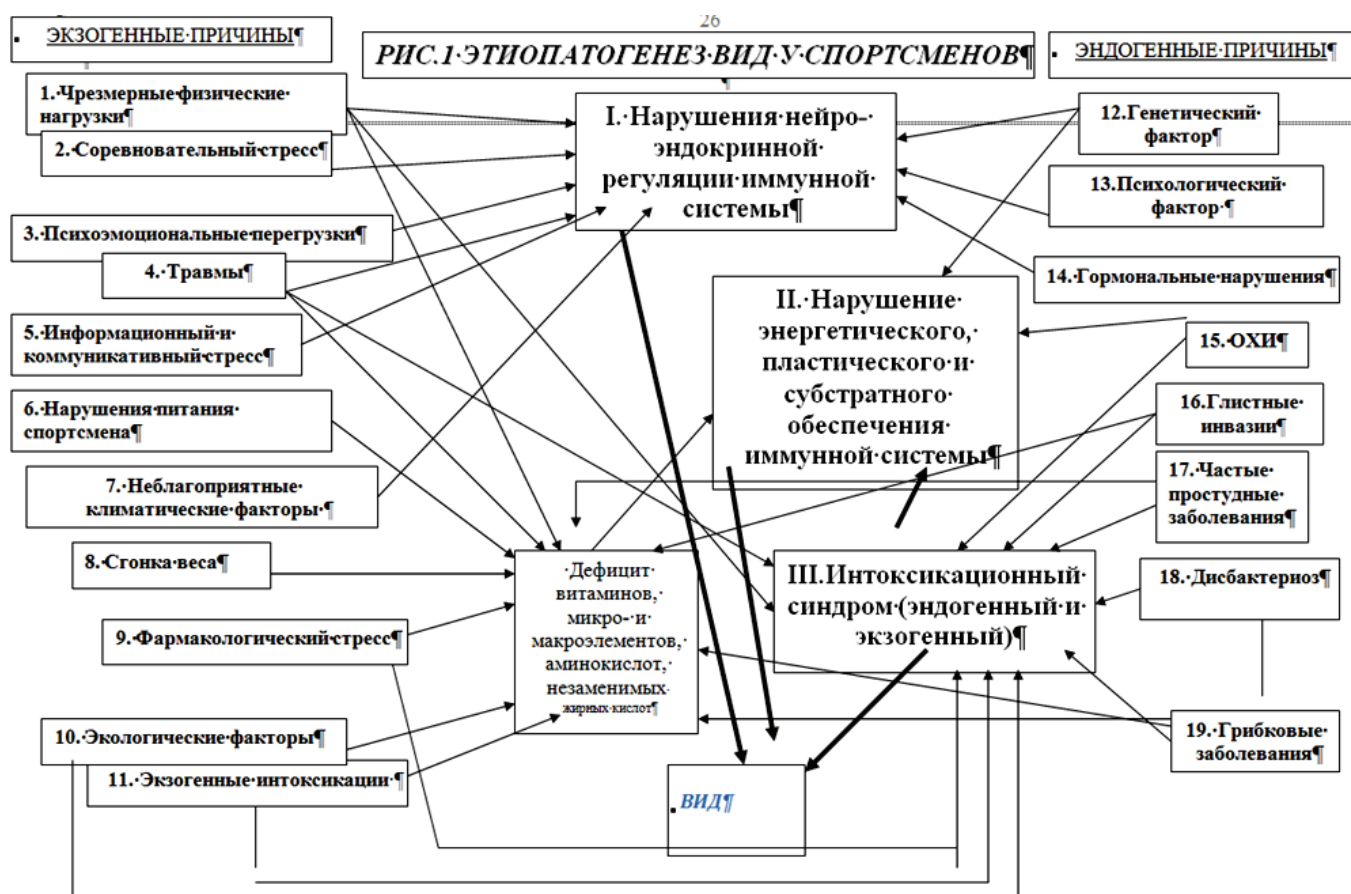 26
ЭКЗОГЕННЫЕ·ПРИЧИНЫ¶
¶
РИС.1·ЭТИОПАТОГЕНЕЗ·ВИД·У·СПОРТСМЕНОВ¶
¶
ЭНДОГЕННЫЕ·ПРИЧИНЫ¶
1.·Чрезмерные·физические·
нагрузки¶
2.·Соревновательный·стресс¶
3.·Психоэмоциональные·перегрузки¶
4.·Травмы¶
5.·Информационный·и
коммуникативный·стресс¶
6.·Нарушения·питания·
спортсмена¶
7.·Неблагоприятные·
климатические·факторы·¶
8.·Сгонка·веса¶
9.·Фармакологический·стресс¶
10.·Экологические·факторы¶
11.·Экзогенные·интоксикации·¶
I.·Нарушения·нейро-·
эндокринной·
регуляции·иммунной·
системы¶
II.·Нарушение·
энергетического,·
пластического·и·
субстратного·
обеспечения·
иммунной·системы¶
·Дефицит·
витаминов,·
микро-·и·
макроэлементов,·
аминокислот,·
незаменимых·
жирных·кислот¶
III.Интоксикационный·
синдром·(эндогенный·и·
экзогенный)¶
ВИД¶
12.Генетический·
фактор¶
13.Психологический·
фактор·¶
14.·Гормональные·нарушения¶
15.·ОХИ¶
16.Глистные·
инвазии¶
17.·Частые·
простудные·
заболевания¶
18.·Дисбактериоз¶
19.·Грибковые·
заболевания¶